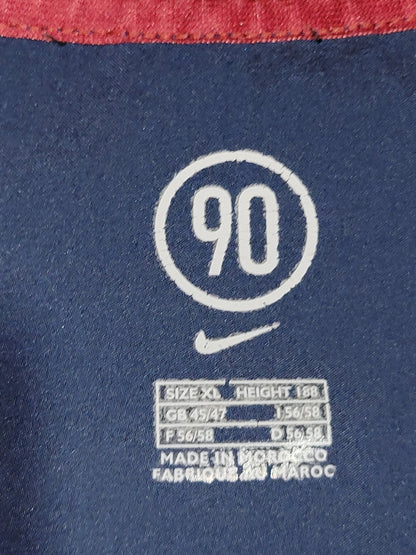 90
SIZE XL HEIGHT 188
GB 45/47 I 56/58
F 56/58 D 56/58
MADE IN MOROCCO
FABRIQUE AU MAROC